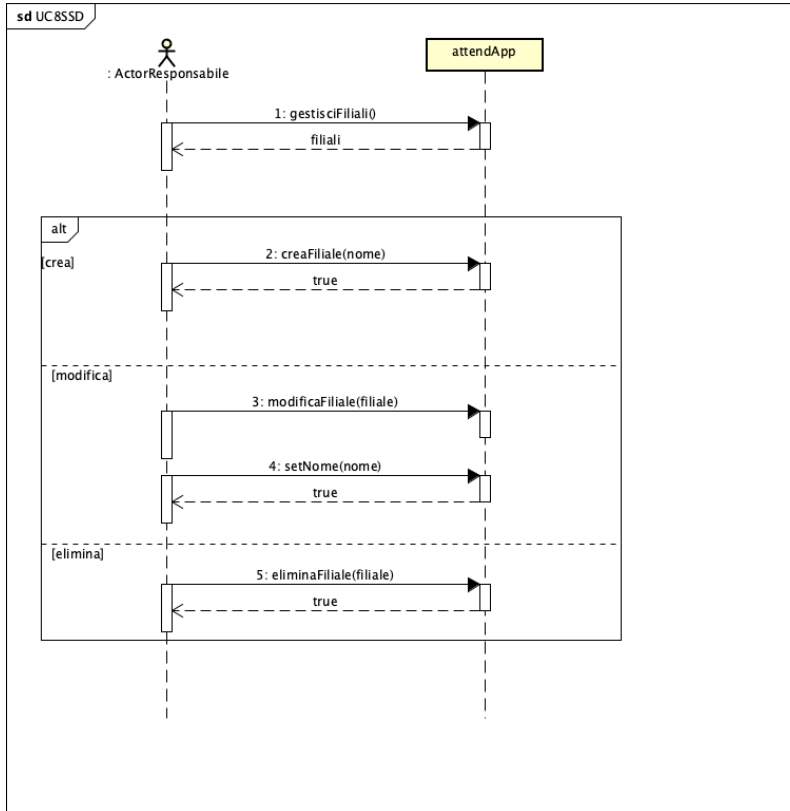 sd UC8SSD
: ActorResponsabile
attendApp
1: gestisciFiliali()
filiali
alt
[crea]
2: creaFiliale(nome)
true
[modifica]
3: modificaFiliale(filiale)
4: setNome(nome)
true
[elimina]
5: eliminaFiliale(filiale)
true